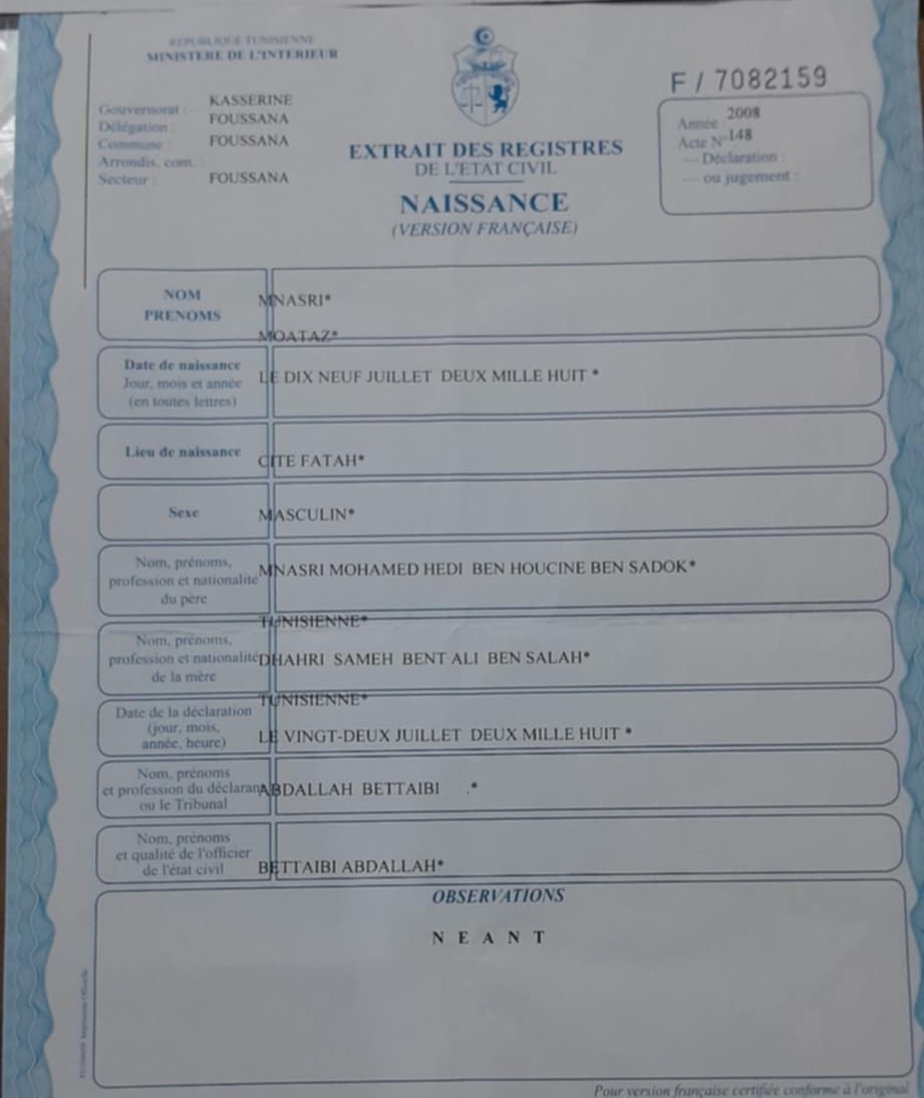 REPUBLIQUE TUNISIENNE
MINISTERE DE L'INTERIEUR
Gouvernorat : KASSERINE
Délégation : FOUSSANA
Commune : FOUSSANA
Arrondis. com. :
Secteur : FOUSSANA
EXTRAIT DES REGISTRES
DE L'ETAT CIVIL
NAISSANCE
(VERSION FRANÇAISE)
F / 7082159
Année : 2008
Acte N° 148
— Déclaration :
— ou jugement :
NOM
PRENOMS
MNASRI*
MOATAZ*
Date de naissance
Jour, mois et année
(en toutes lettres)
LE DIX NEUF JUILLET DEUX MILLE HUIT *
Lieu de naissance
CITE FATAH*
Sexe
MASCULIN*
Nom, prénoms,
profession et nationalité
du père
MNASRI MOHAMED HEDI BEN HOUCINE BEN SADOK*
TUNISIENNE*
Nom, prénoms,
profession et nationalité
de la mère
DHAHRI SAMEH BENT ALI BEN SALAH*
TUNISIENNE*
Date de la déclaration
(jour, mois,
année, heure)
LE VINGT-DEUX JUILLET DEUX MILLE HUIT *
Nom, prénoms
et profession du déclarant
ou le Tribunal
ABDALLAH BETTAIBI .*
Nom, prénoms
et qualité de l'officier
de l'état civil
BETTAIBI ABDALLAH*
OBSERVATIONS
N E A N T
Pour version française certifiée conforme à l'original